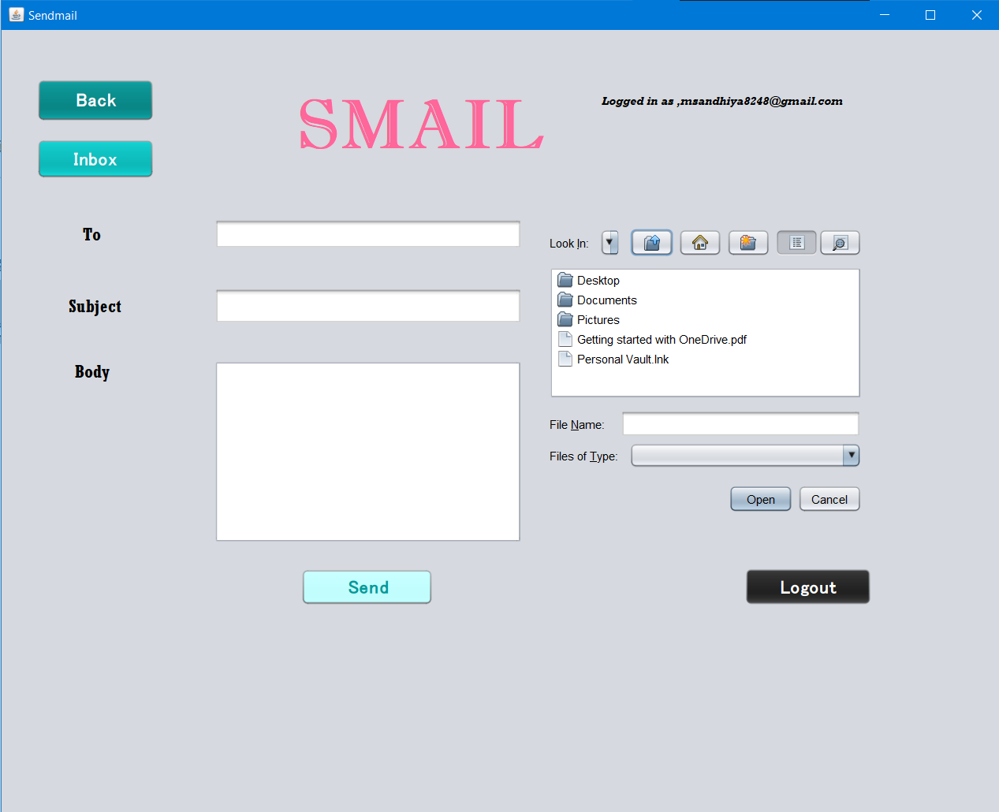 Sendmail
Back
SMAIL
Logged in as ,msandhiya8248@gmail.com
Inbox
To
Look In:
Desktop
Documents
Pictures
Getting started with OneDrive.pdf
Personal Vault.lnk
Subject
Body
File Name:
Files of Type:
Open Cancel
Send
Logout